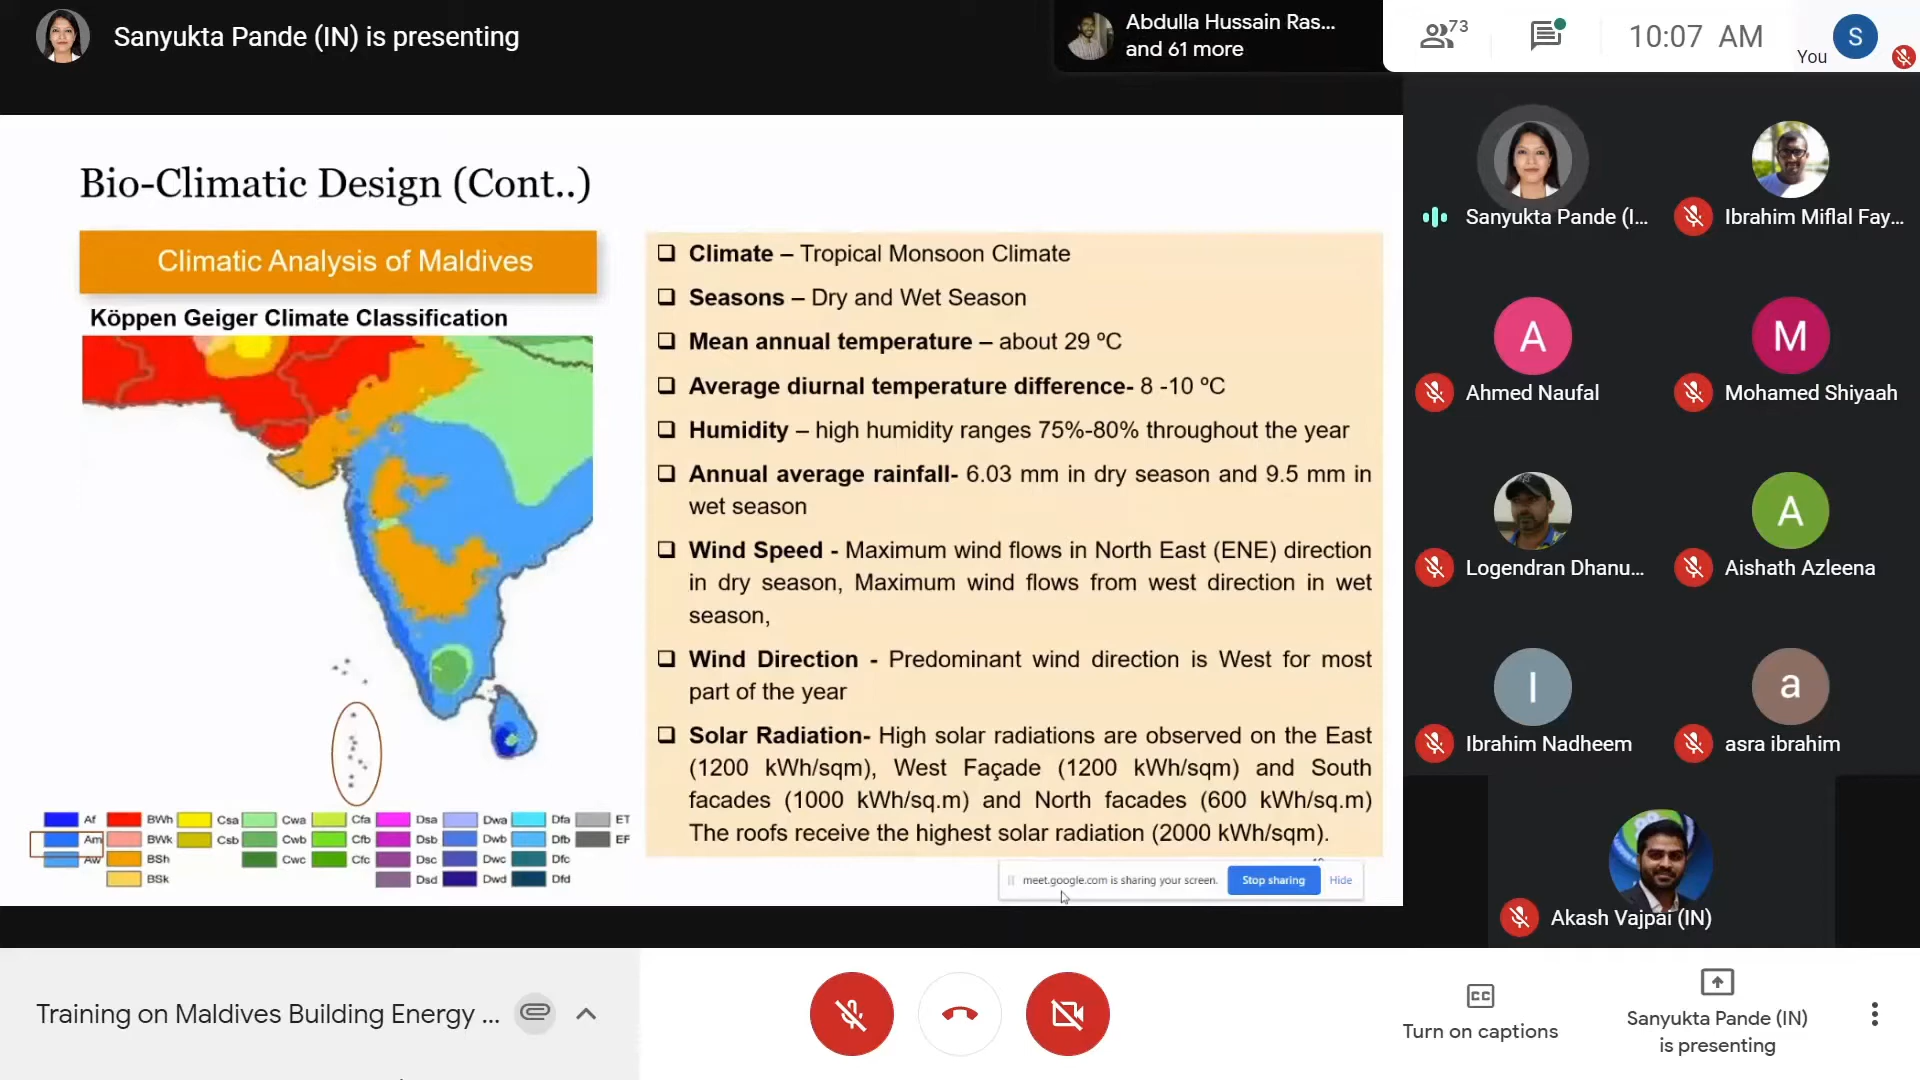 Sanyukta Pande (IN) is presenting
Abdulla Hussain Ras...
and 61 more
73
10:07 AM
You
S
Bio-Climatic Design (Cont..)
Climatic Analysis of Maldives
Köppen Geiger Climate Classification
Af BWh Csa Cwa Cfa Dsa Dwa Dfa ET
Am BWk Csb Cwb Cfb Dsb Dwb Dfb EF
Aw BSh Cwc Cfc Dsc Dwc Dfc
BSk Dsd Dwd Dfd
Climate – Tropical Monsoon Climate
Seasons – Dry and Wet Season
Mean annual temperature – about 29 ºC
Average diurnal temperature difference- 8 -10 ºC
Humidity – high humidity ranges 75%-80% throughout the year
Annual average rainfall- 6.03 mm in dry season and 9.5 mm in
wet season
Wind Speed - Maximum wind flows in North East (ENE) direction
in dry season, Maximum wind flows from west direction in wet
season,
Wind Direction - Predominant wind direction is West for most
part of the year
Solar Radiation- High solar radiations are observed on the East
(1200 kWh/sqm), West Façade (1200 kWh/sqm) and South
facades (1000 kWh/sq.m) and North facades (600 kWh/sq.m)
The roofs receive the highest solar radiation (2000 kWh/sqm).
meet.google.com is sharing your screen. Stop sharing Hide
Sanyukta Pande (I...
Ibrahim Miflal Fay...
A
Ahmed Naufal
M
Mohamed Shiyaah
Logendran Dhanu...
A
Aishath Azleena
I
Ibrahim Nadheem
a
asra ibrahim
Akash Vajpai (IN)
Training on Maldives Building Energy ...
CC
Turn on captions
Sanyukta Pande (IN)
is presenting